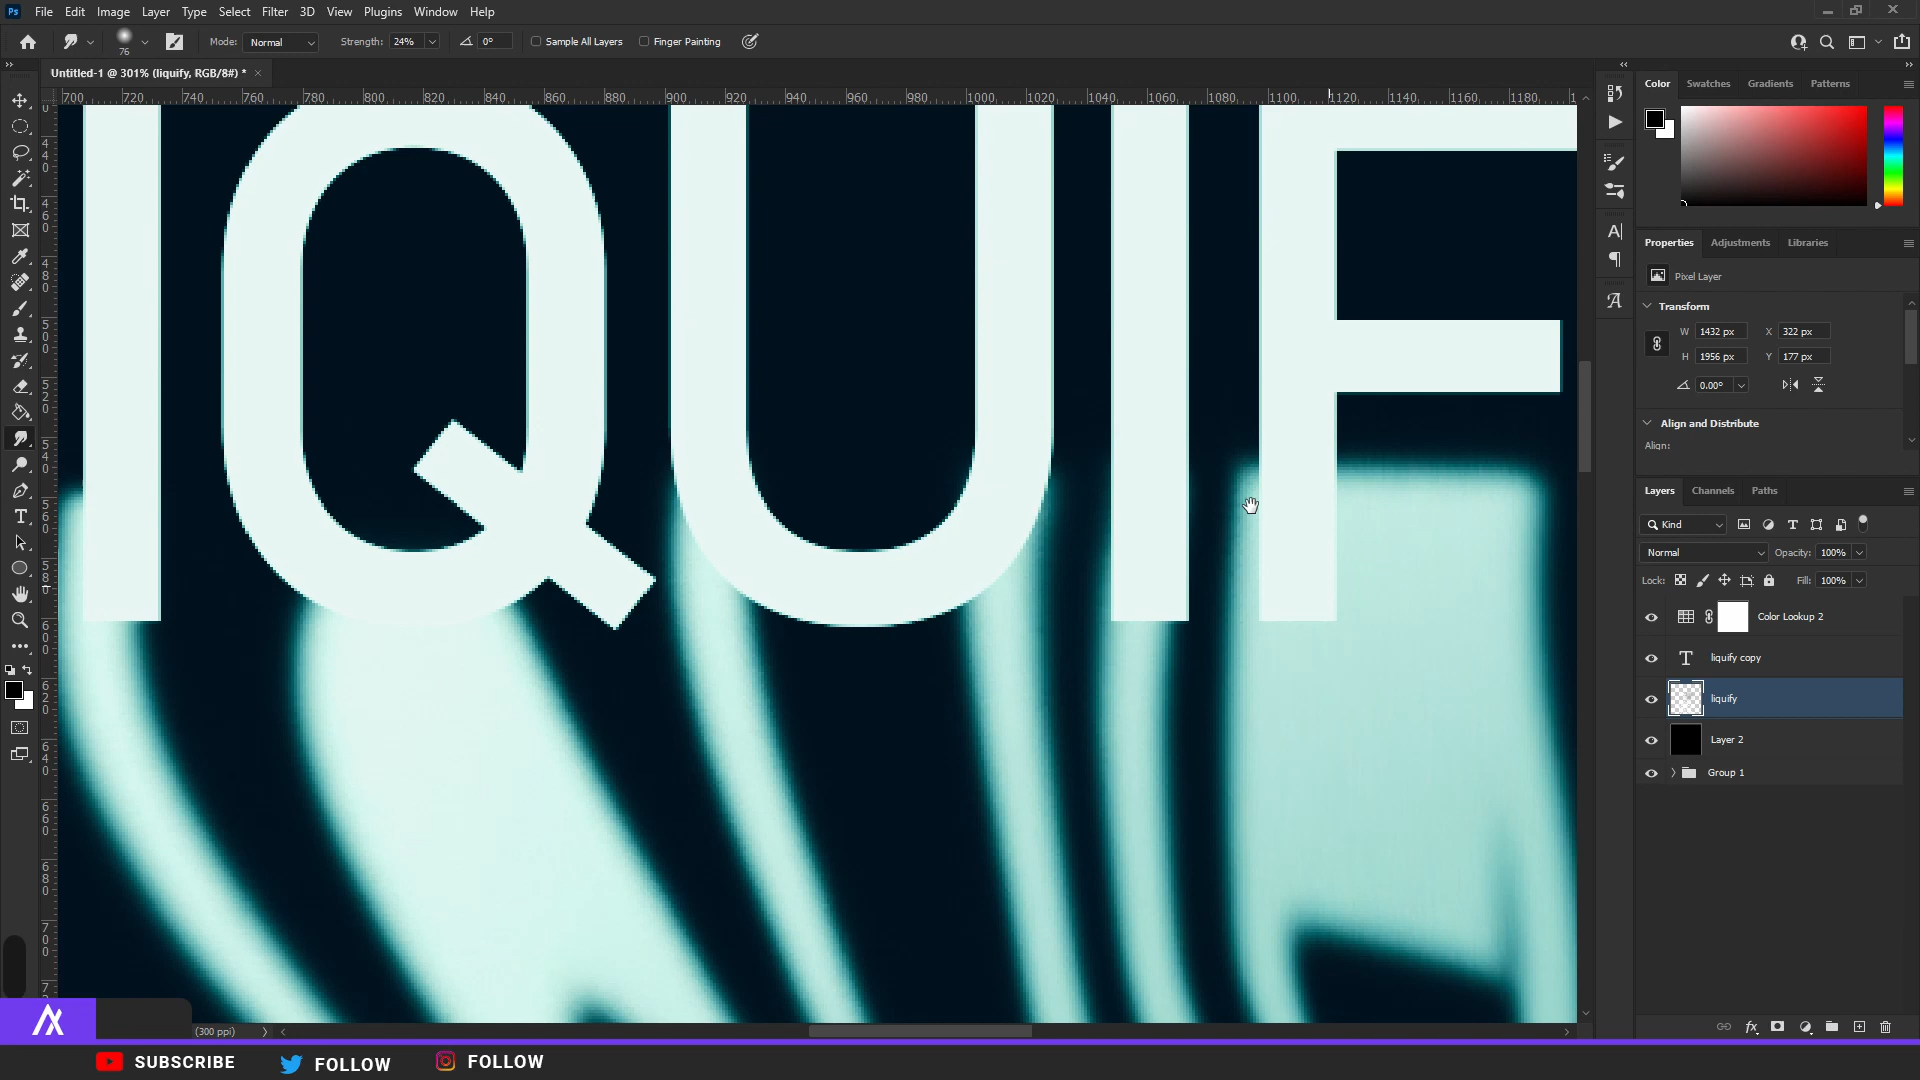 Ps File Edit Image Layer Type Select Filter 3D View Plugins Window Help
76 Mode: Normal Strength: 24% 0° Sample All Layers Finger Painting
Untitled-1 @ 301% (liquify, RGB/8#) * ×
700 720 740 760 780 800 820 840 860 880 900 920 940 960 980 1000 1020 1040 1060 1080 1100 1120 1140 1160 1180
IQUIF
Color Swatches Gradients Patterns
Properties Adjustments Libraries
Pixel Layer
Transform
W 1432 px X 322 px
H 1956 px Y 177 px
0.00°
Align and Distribute
Align:
Layers Channels Paths
Kind
Normal Opacity: 100%
Lock: Fill: 100%
Color Lookup 2
liquify copy
liquify
Layer 2
Group 1
(300 ppi)
SUBSCRIBE FOLLOW FOLLOW